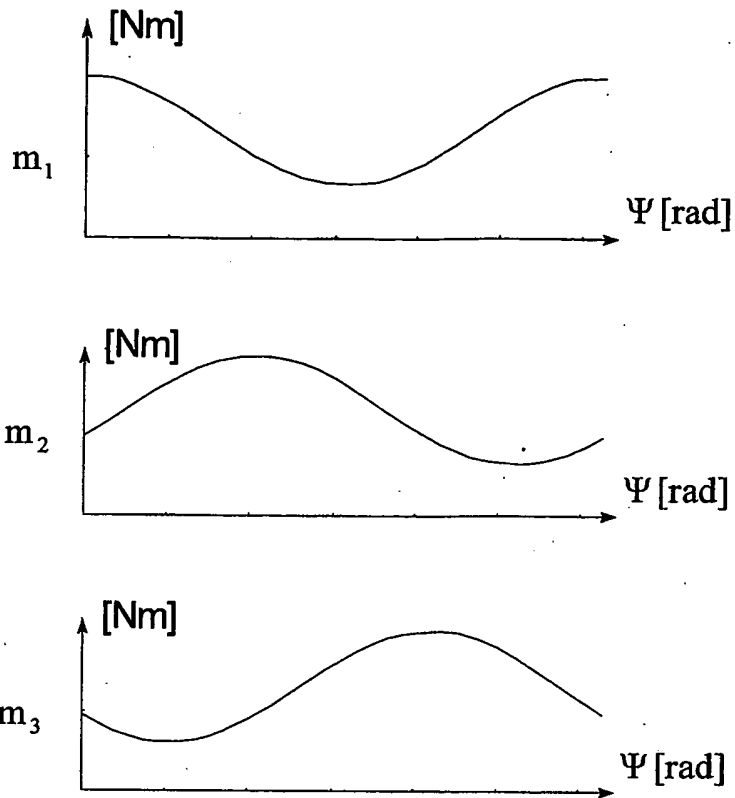 [Nm]
m₁
Ψ [rad]
[Nm]
m₂
Ψ [rad]
[Nm]
m₃
Ψ [rad]